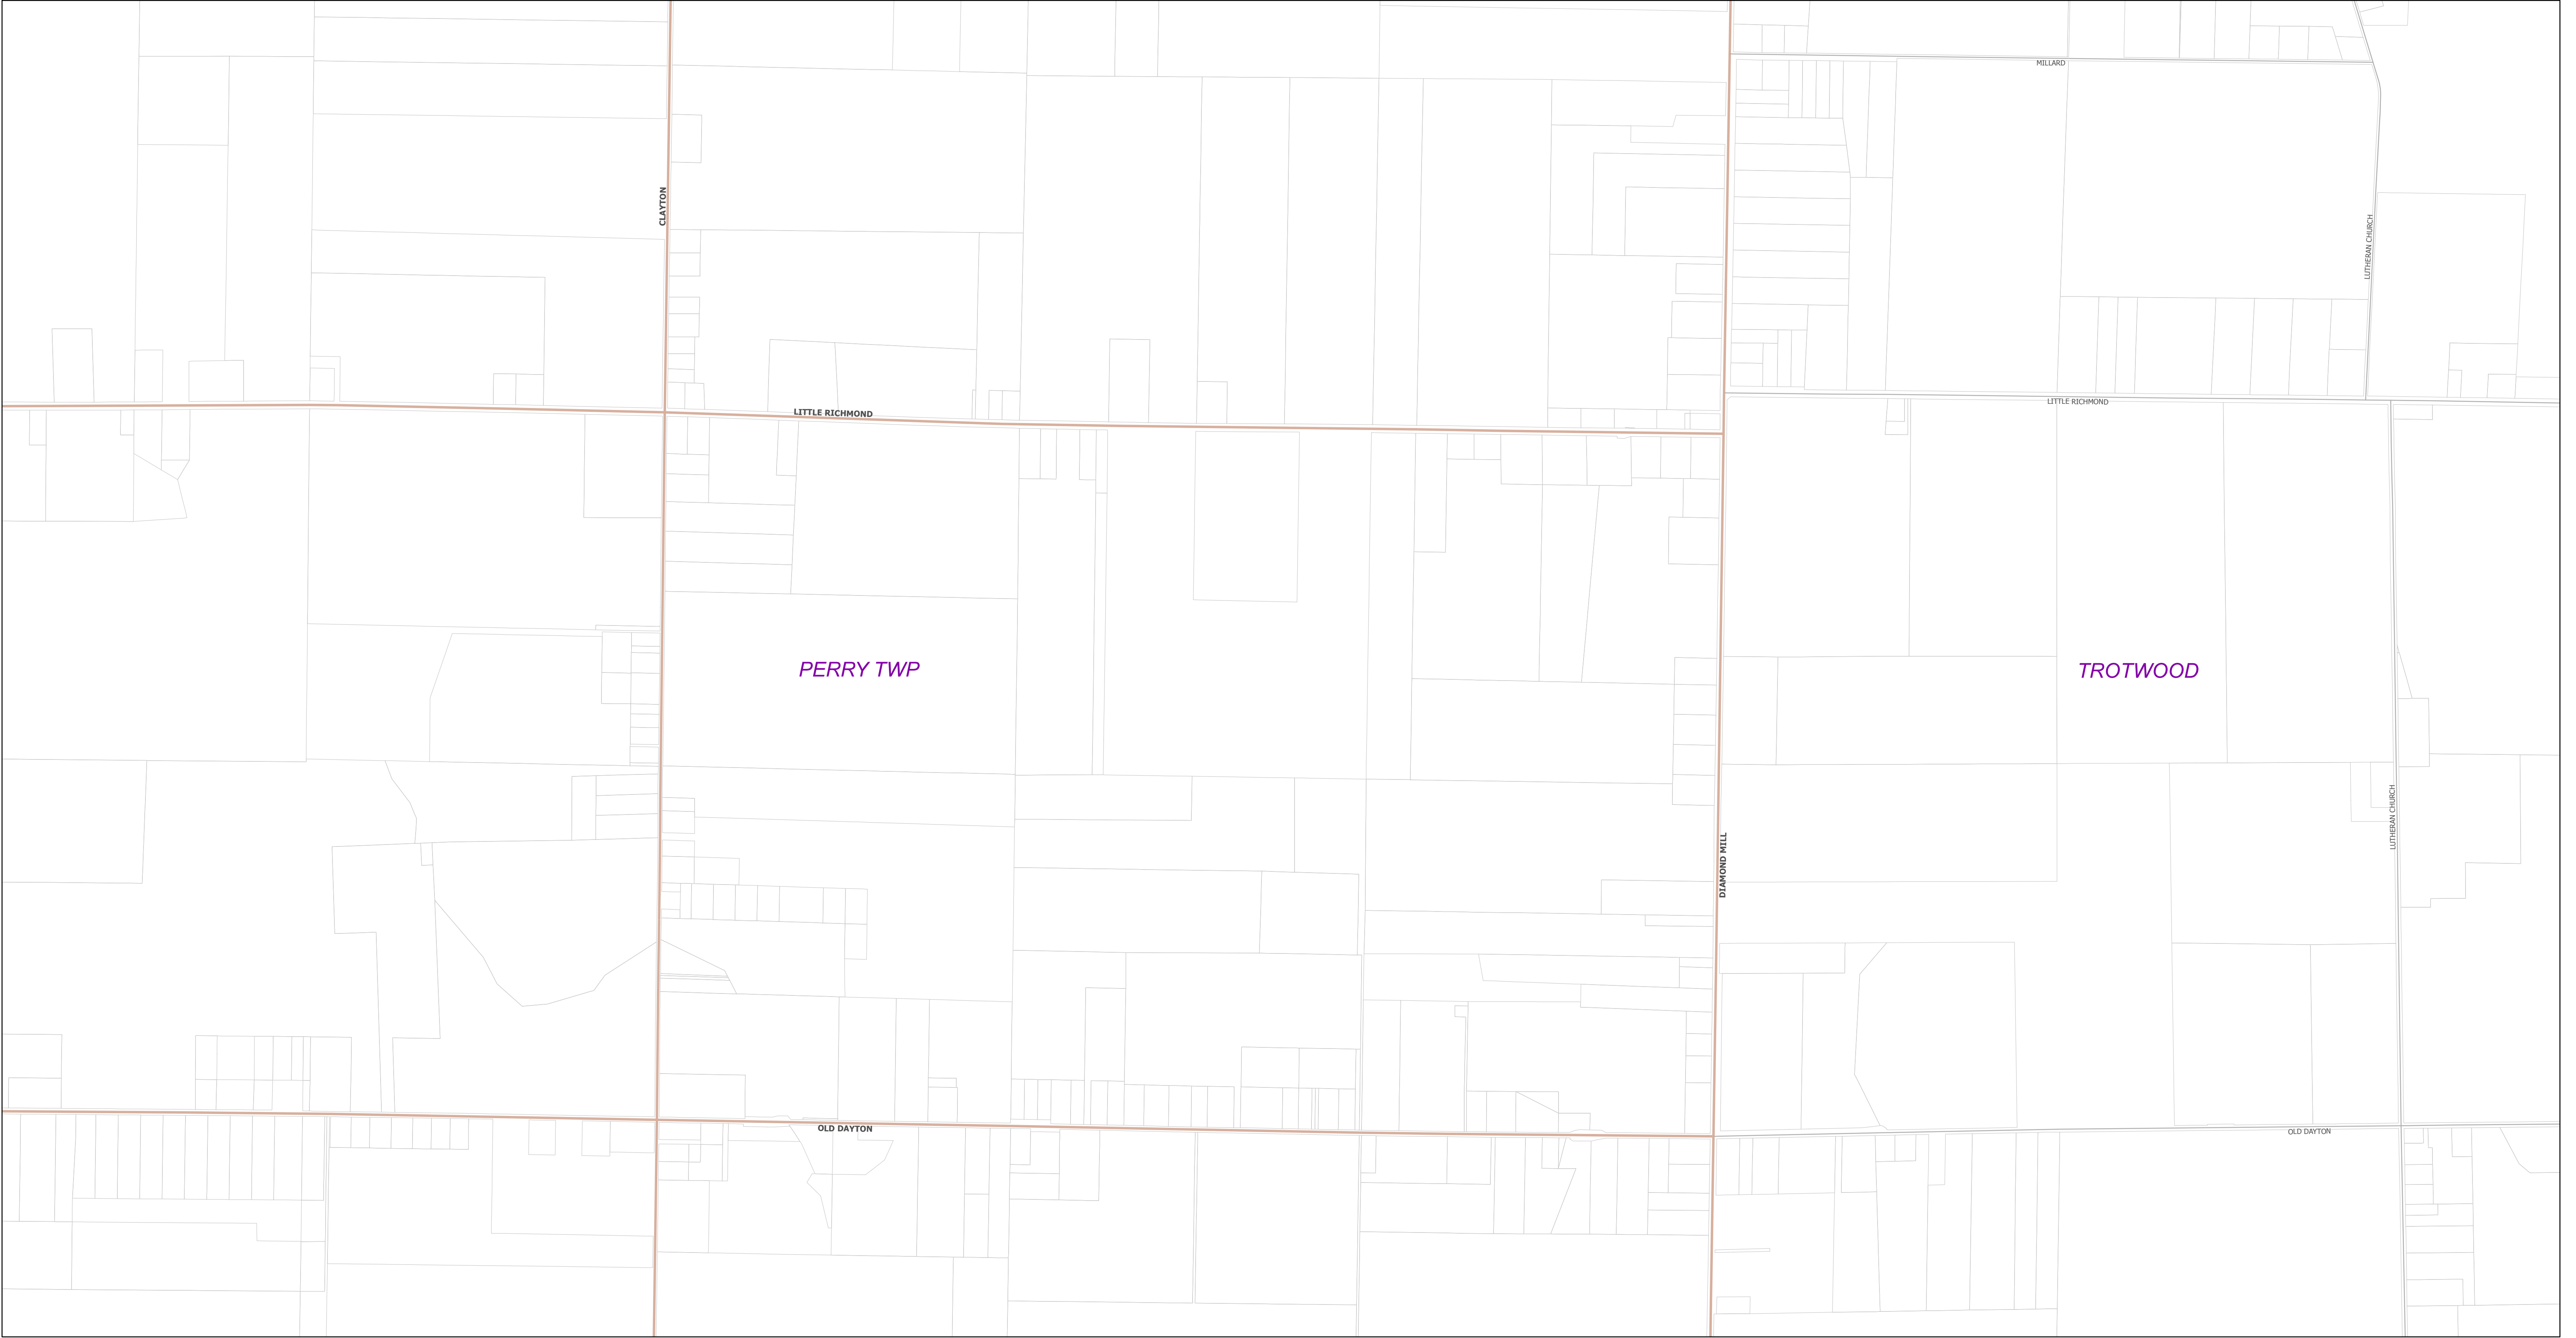 MILLARD
CLAYTON
LUTHERAN CHURCH
LITTLE RICHMOND
LITTLE RICHMOND
PERRY TWP
TROTWOOD
LUTHERAN CHURCH
DIAMOND MILL
OLD DAYTON
OLD DAYTON